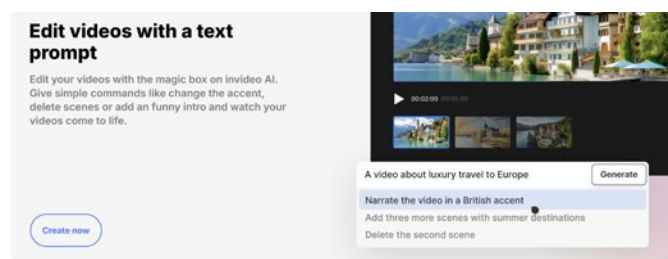 Edit videos with a text
prompt
Edit your videos with the magic box on invideo AI.
Give simple commands like change the accent,
delete scenes or add an funny intro and watch your
videos come to life.
Create now
00:02:00 00:05:00
A video about luxury travel to Europe
Generate
Narrate the video in a British accent
Add three more scenes with summer destinations
Delete the second scene